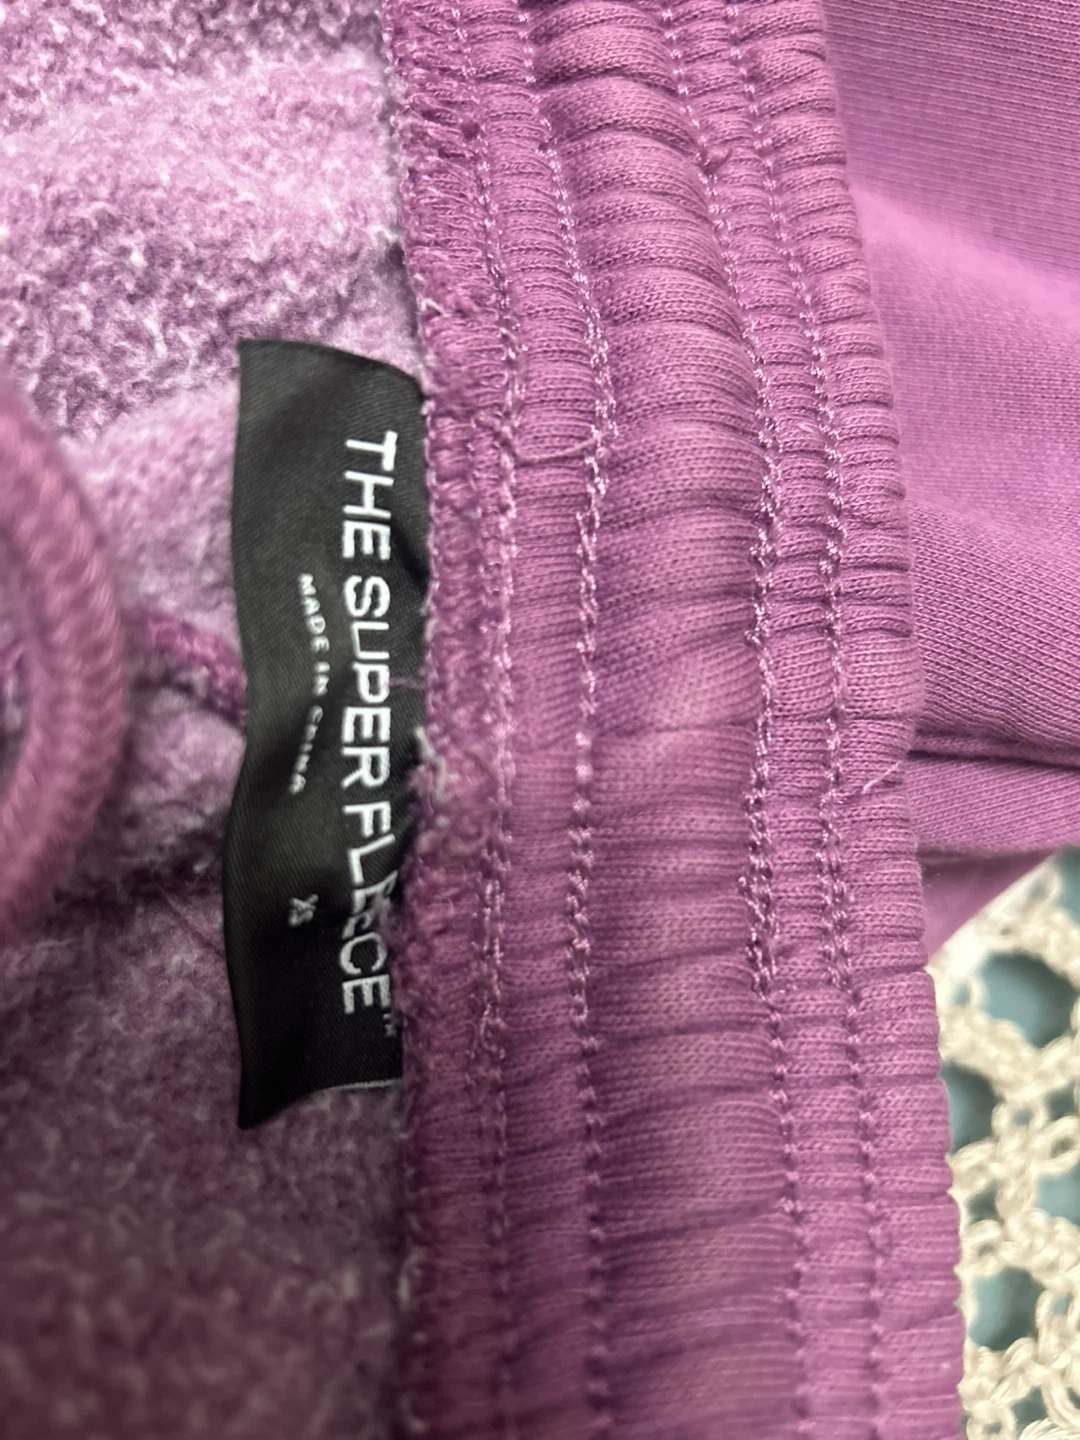 THE SUPER FLEECE™
MADE IN CHINA
XS